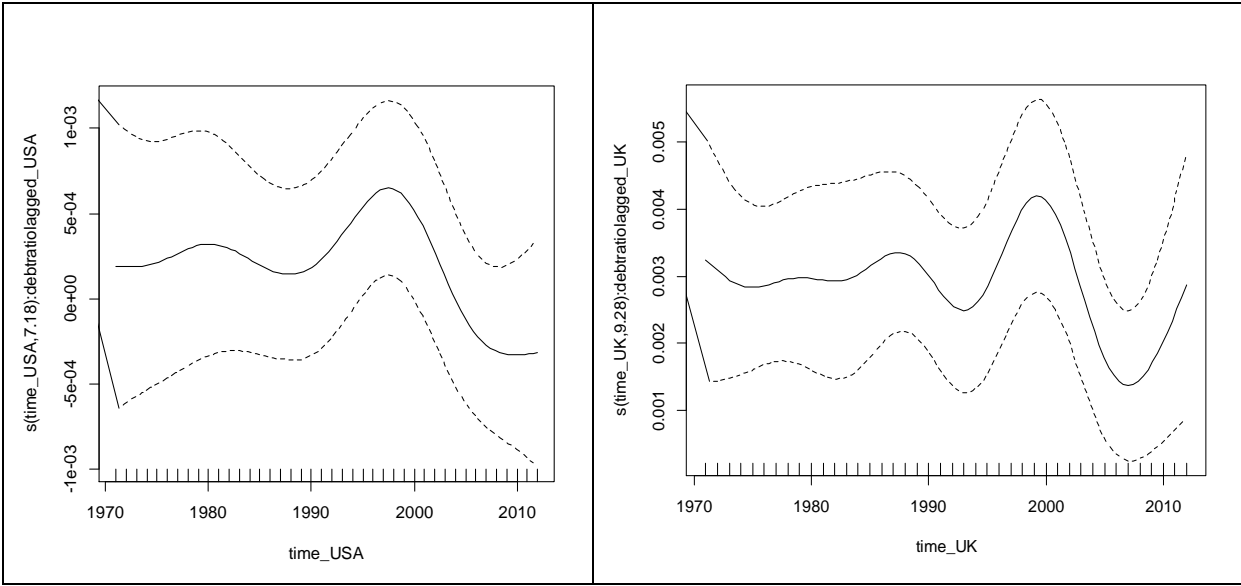 s(time_USA,7.18):debtratiolagged_USA
1e-03
5e-04
0e+00
-5e-04
-1e-03
1970 1980 1990 2000 2010
time_USA
s(time_UK,9.28):debtratiolagged_UK
0.005
0.004
0.003
0.002
0.001
1970 1980 1990 2000 2010
time_UK